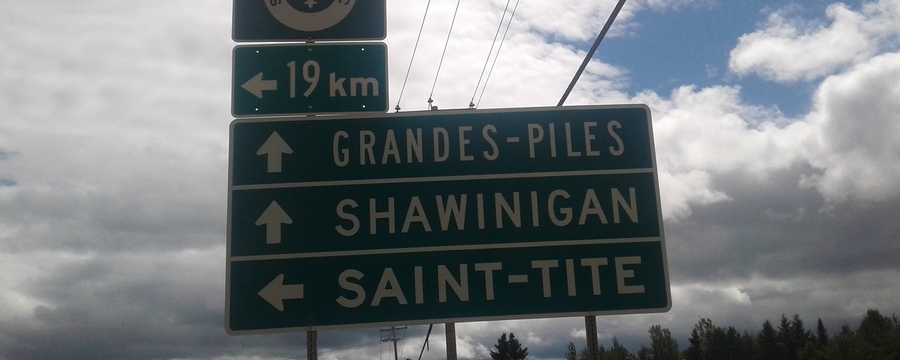 19 km
GRANDES-PILES
SHAWINIGAN
SAINT-TITE